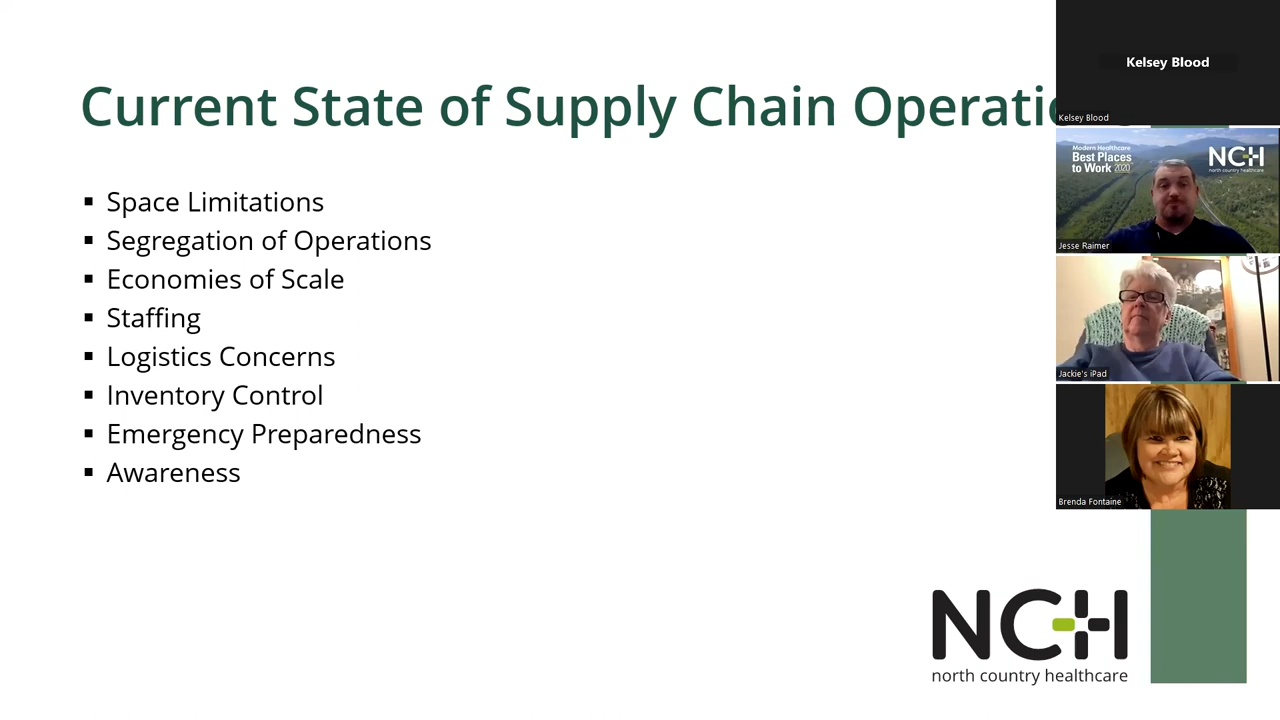 Current State of Supply Chain Operatio
Space Limitations
Segregation of Operations
Economies of Scale
Staffing
Logistics Concerns
Inventory Control
Emergency Preparedness
Awareness
Kelsey Blood
Kelsey Blood
Modern Healthcare
Best Places
to Work 2020
NCH
north country healthcare
Jesse Raimer
Jackie's iPad
Brenda Fontaine
NCH
north country healthcare